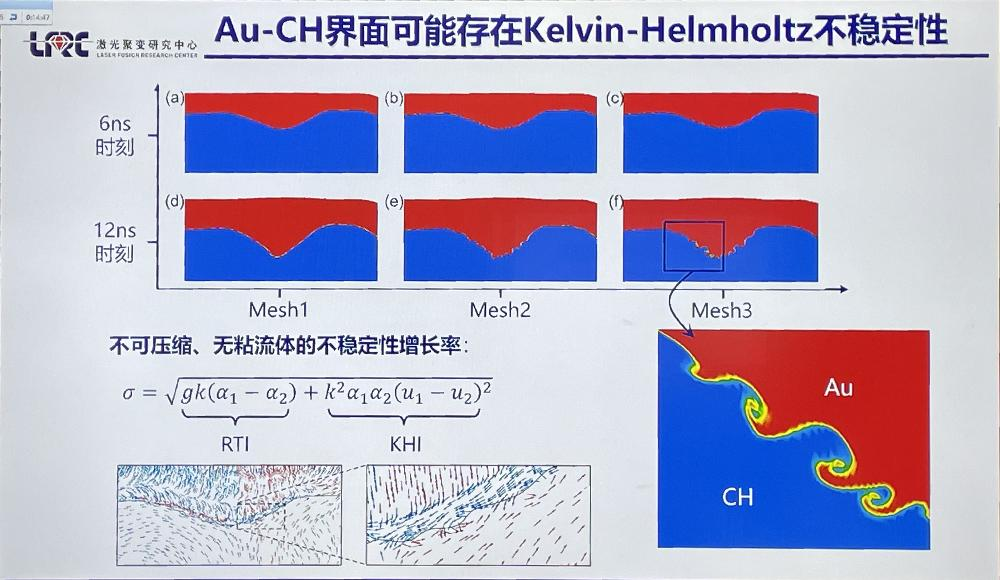 0:14:47
LFRC
激光聚变研究中心
LASER FUSION RESEARCH CENTER
Au-CH界面可能存在Kelvin-Helmholtz不稳定性
(a) (b) (c)
6ns
时刻
(d) (e) (f)
12ns
时刻
Mesh1 Mesh2 Mesh3
不可压缩、无粘流体的不稳定性增长率：
σ = √gk(α₁ − α₂) + k²α₁α₂(u₁ − u₂)²
RTI KHI
Au
CH